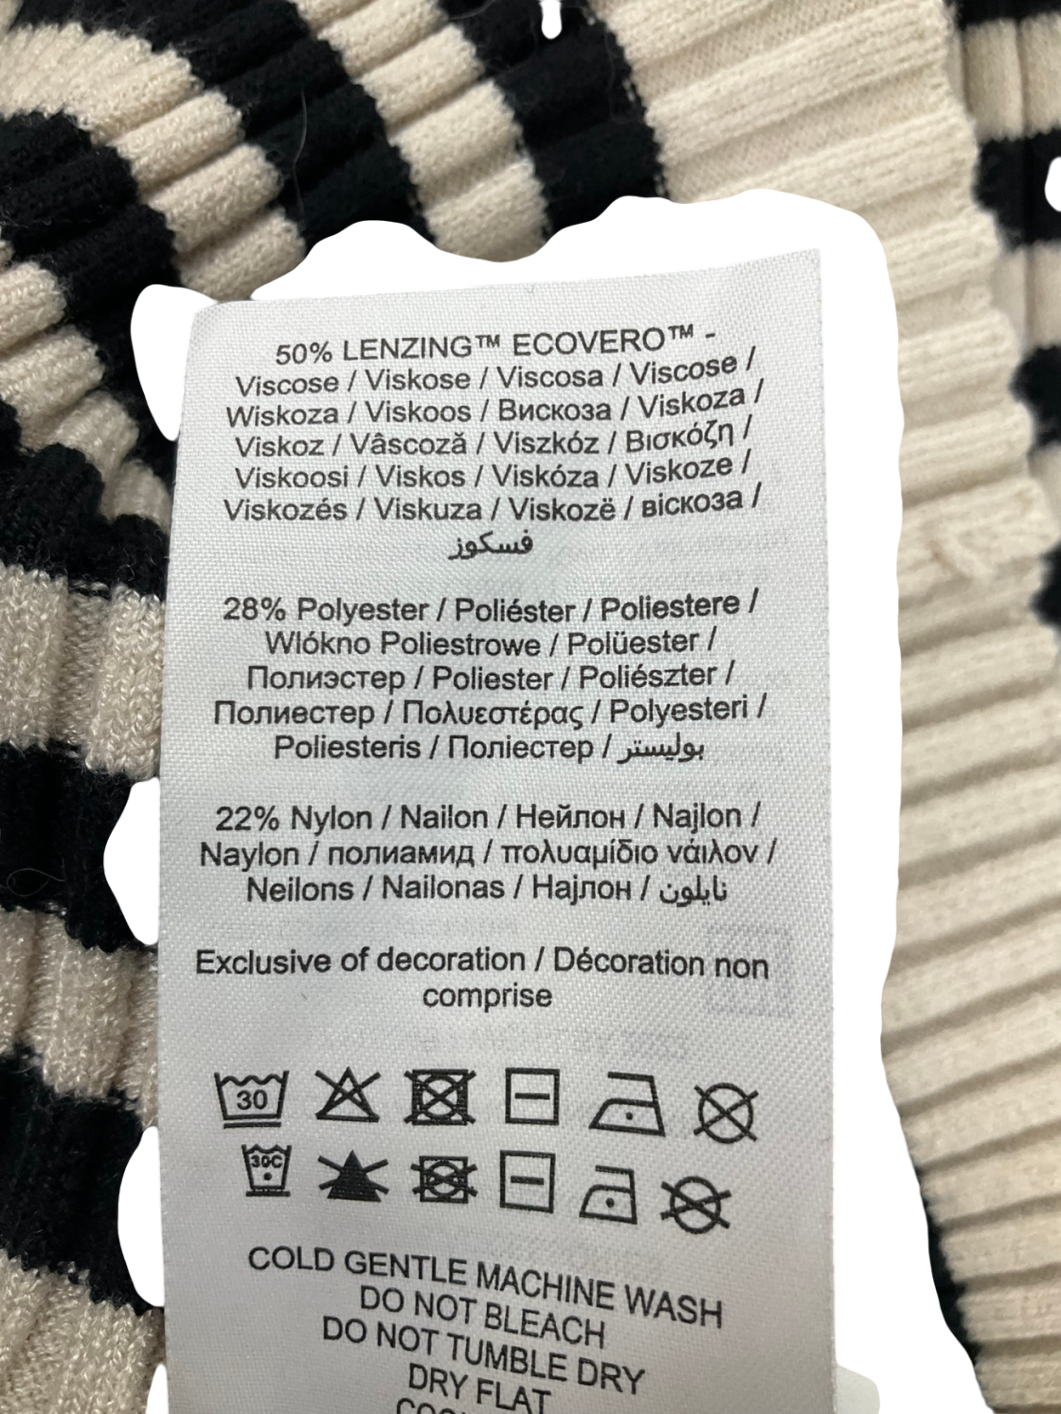 50% LENZING™ ECOVERO™ -
Viscose / Viskose / Viscosa / Viscose /
Wiskoza / Viskoos / Вискоза / Viskoza /
Viskoz / Vâscoză / Viszkóz / Βισκόζη /
Viskoosi / Viskos / Viskóza / Viskoze /
Viskozés / Viskuza / Viskozë / віскоза /
فسكوز
28% Polyester / Poliéster / Poliestere /
Wlókno Poliestrowe / Polüester /
Полиэстер / Poliester / Poliészter /
Полиестер / Πολυεστέρας / Polyesteri /
Poliesteris / Поліестер / بوليستر
22% Nylon / Nailon / Нейлон / Najlon /
Naylon / полиамид / πολυαμίδιο νάιλον /
Neilons / Nailonas / Најлон / نايلون
Exclusive of decoration / Décoration non
comprise
30
30C
COLD GENTLE MACHINE WASH
DO NOT BLEACH
DO NOT TUMBLE DRY
DRY FLAT